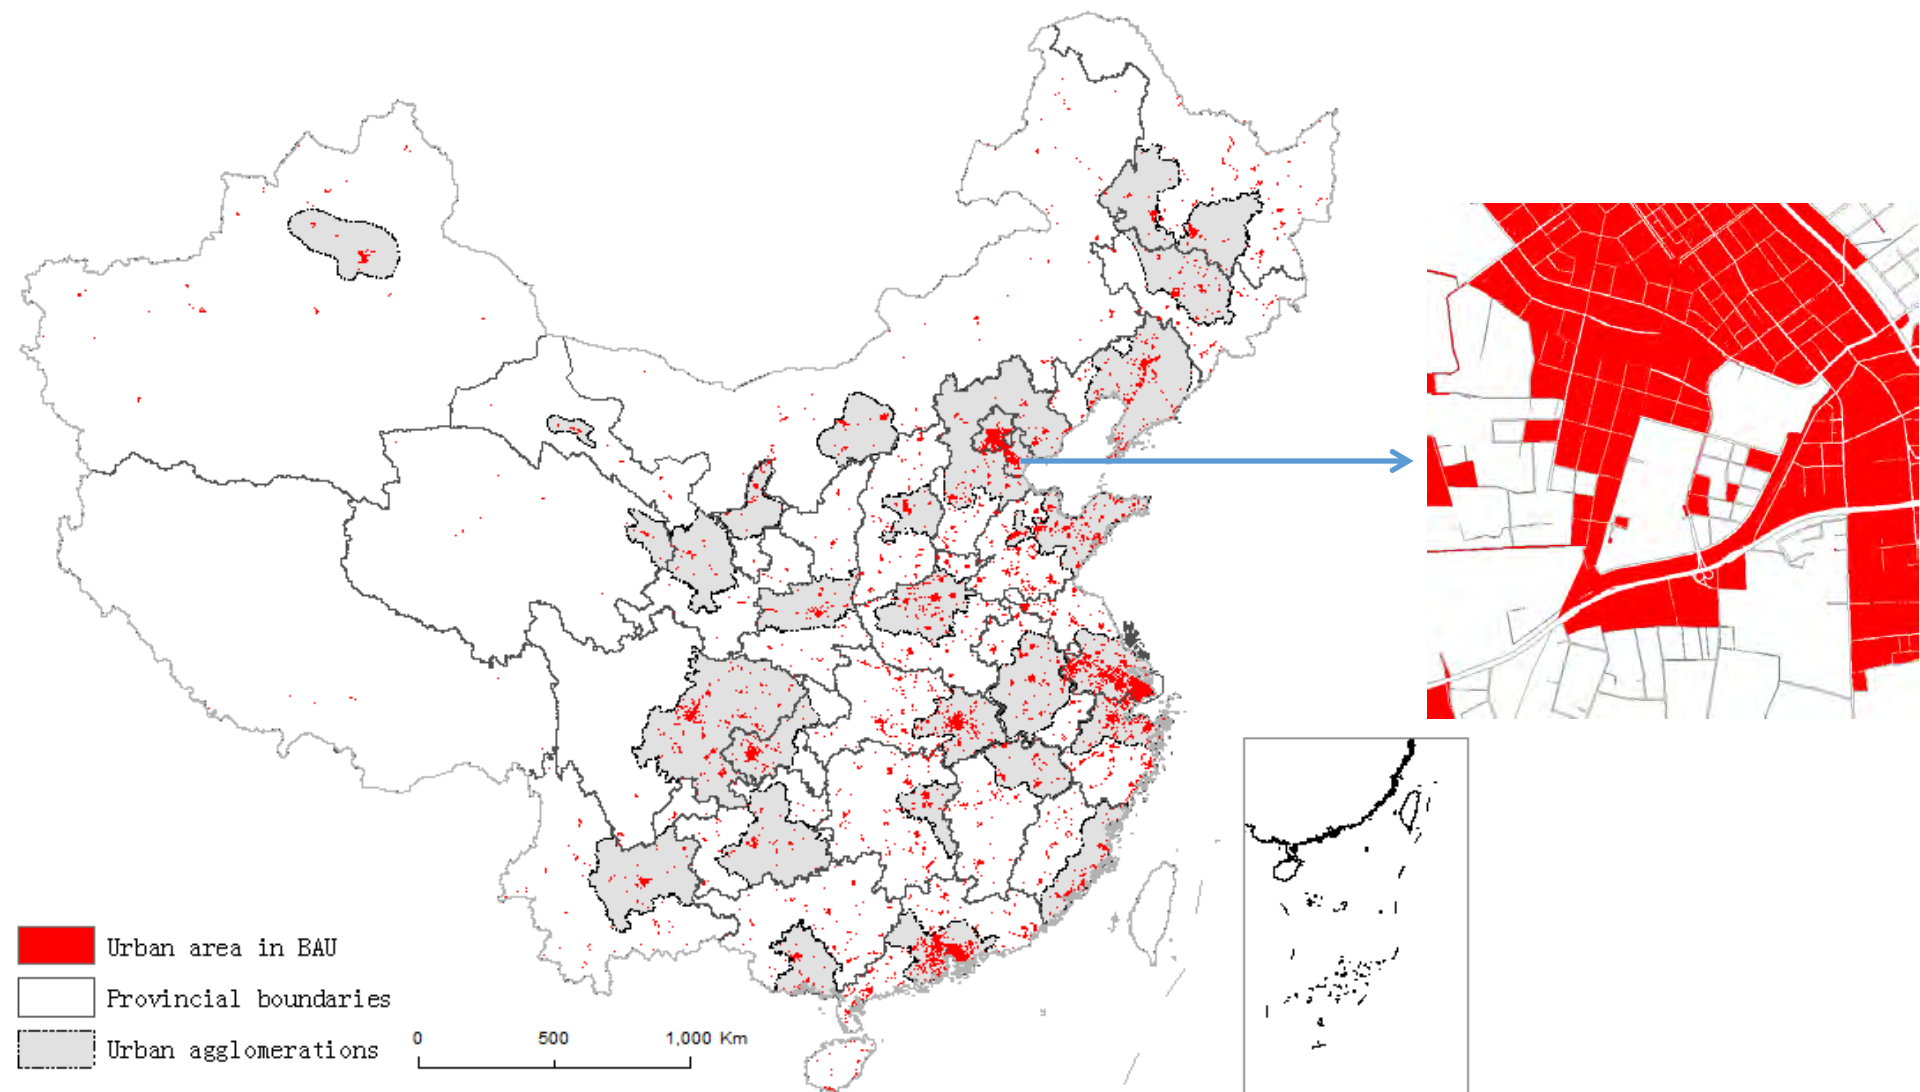 Urban area in BAU
Provincial boundaries
Urban agglomerations
0 500 1,000 Km